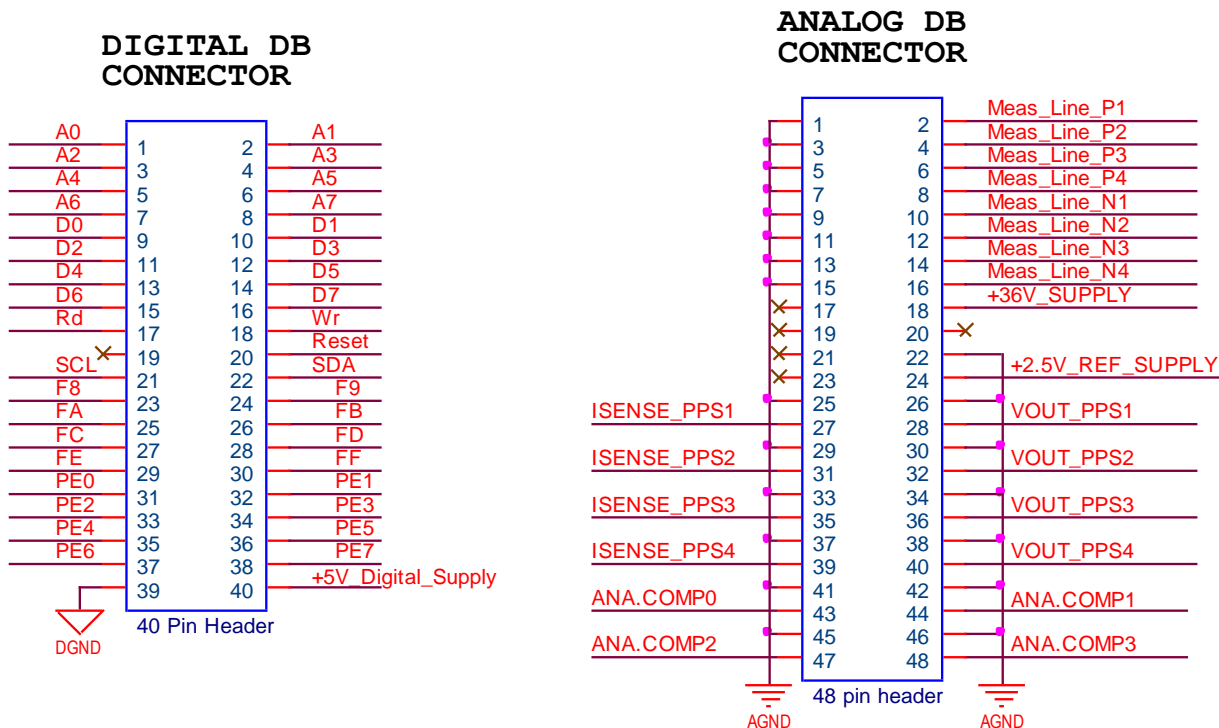 DIGITAL DB
CONNECTOR
A0 1 2 A1
A2 3 4 A3
A4 5 6 A5
A6 7 8 A7
D0 9 10 D1
D2 11 12 D3
D4 13 14 D5
D6 15 16 D7
Rd 17 18 Wr
19 20 Reset
SCL 21 22 SDA
F8 23 24 F9
FA 25 26 FB
FC 27 28 FD
FE 29 30 FF
PE0 31 32 PE1
PE2 33 34 PE3
PE4 35 36 PE5
PE6 37 38 PE7
39 40 +5V_Digital_Supply
DGND
40 Pin Header
ANALOG DB
CONNECTOR
1 2 Meas_Line_P1
3 4 Meas_Line_P2
5 6 Meas_Line_P3
7 8 Meas_Line_P4
9 10 Meas_Line_N1
11 12 Meas_Line_N2
13 14 Meas_Line_N3
15 16 Meas_Line_N4
17 18 +36V_SUPPLY
19 20
21 22
23 24 +2.5V_REF_SUPPLY
25 26
ISENSE_PPS1 27 28 VOUT_PPS1
29 30
ISENSE_PPS2 31 32 VOUT_PPS2
33 34
ISENSE_PPS3 35 36 VOUT_PPS3
37 38
ISENSE_PPS4 39 40 VOUT_PPS4
41 42
ANA.COMP0 43 44 ANA.COMP1
45 46
ANA.COMP2 47 48 ANA.COMP3
48 pin header
AGND AGND